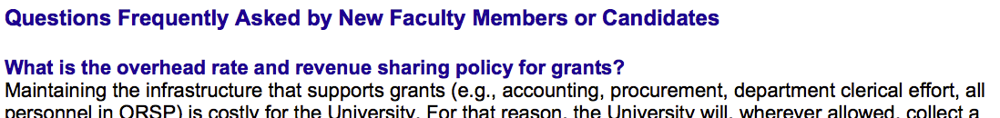 Questions Frequently Asked by New Faculty Members or Candidates
What is the overhead rate and revenue sharing policy for grants?
Maintaining the infrastructure that supports grants (e.g., accounting, procurement, department clerical effort, all
personnel in ORSP) is costly for the University. For that reason, the University will, wherever allowed, collect a